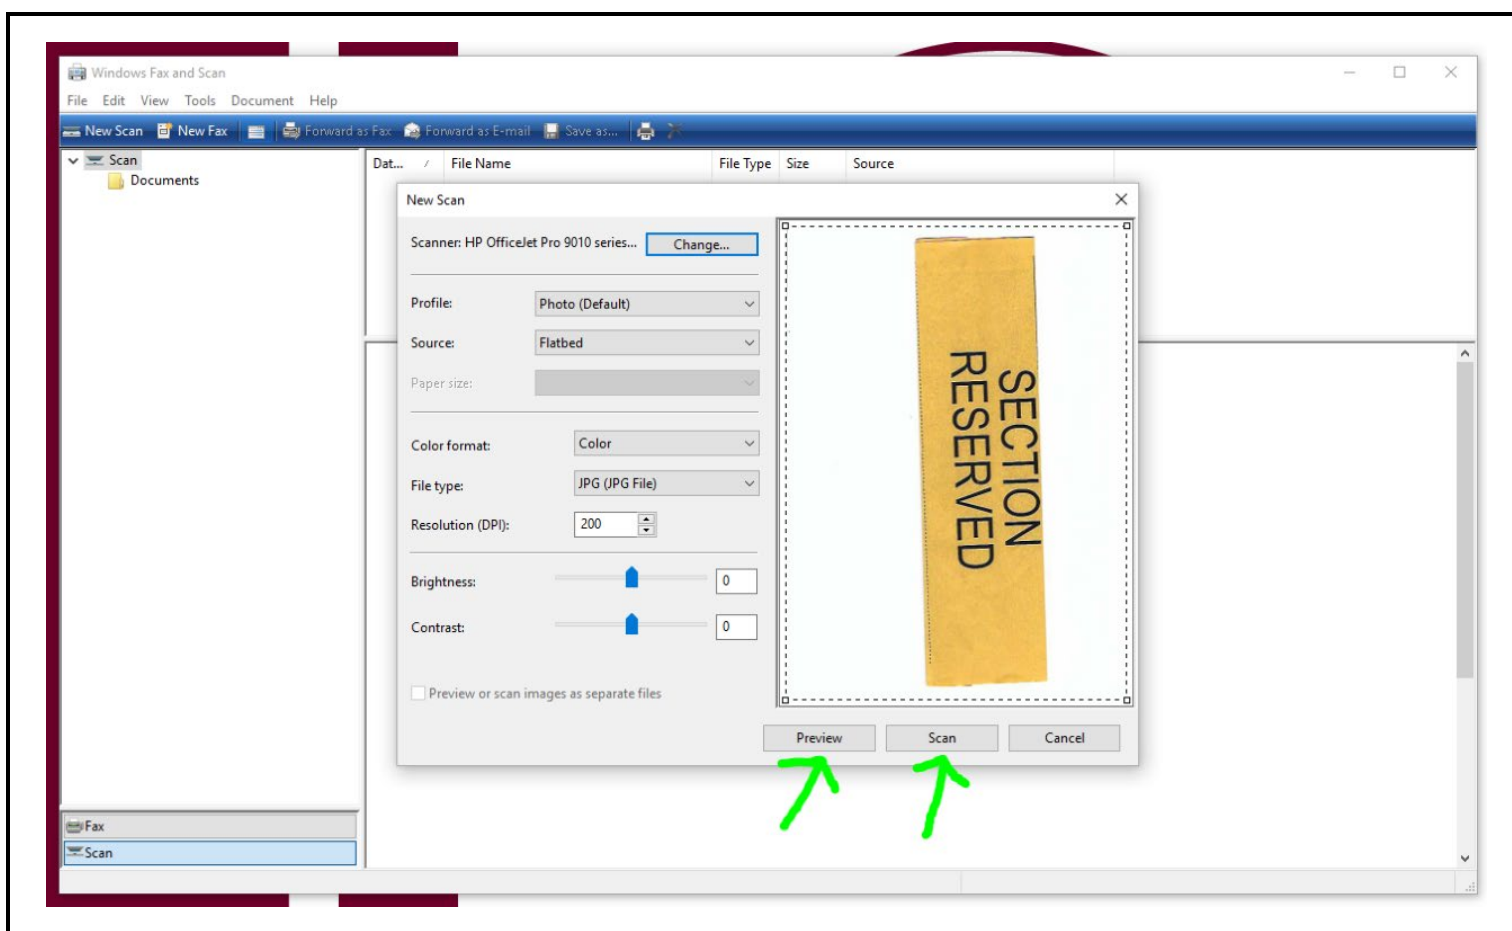 Windows Fax and Scan
File Edit View Tools Document Help
New Scan New Fax Forward as Fax Forward as E-mail Save as...
Scan
Documents
Dat... File Name File Type Size Source
New Scan
Scanner: HP OfficeJet Pro 9010 series... Change...
Profile: Photo (Default)
Source: Flatbed
Paper size:
Color format: Color
File type: JPG (JPG File)
Resolution (DPI): 200
Brightness: 0
Contrast: 0
Preview or scan images as separate files
SECTION
RESERVED
Preview Scan Cancel
Fax
Scan